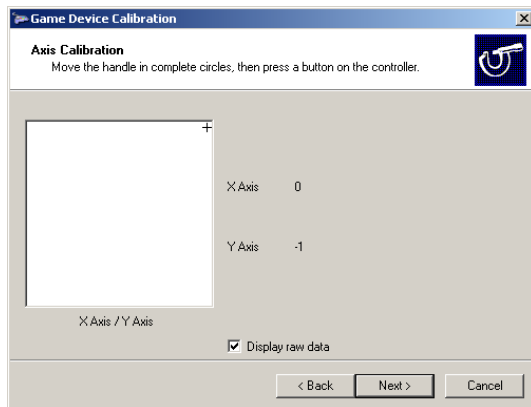 Game Device Calibration
Axis Calibration
Move the handle in complete circles, then press a button on the controller.
X Axis 0
Y Axis -1
X Axis / Y Axis
Display raw data
< Back Next > Cancel